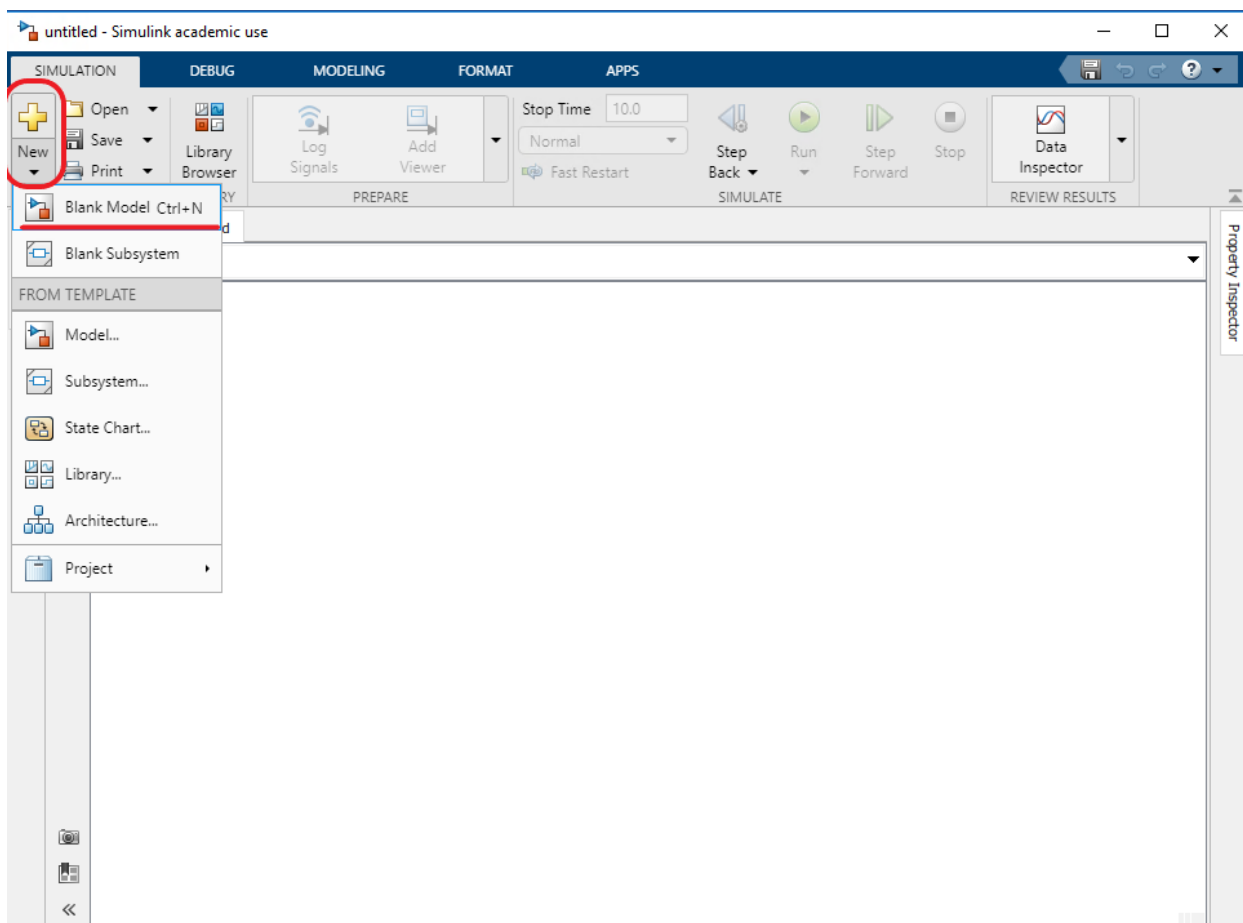 untitled - Simulink academic use
SIMULATION DEBUG MODELING FORMAT APPS
New
Open
Save
Print
Library
Browser
Log
Signals
Add
Viewer
Stop Time 10.0
Normal
Fast Restart
Step
Back
Run
Step
Forward
Stop
Data
Inspector
RY PREPARE SIMULATE REVIEW RESULTS
Blank Model Ctrl+N
d
Blank Subsystem
FROM TEMPLATE
Model...
Subsystem...
State Chart...
Library...
Architecture...
Project
Property Inspector